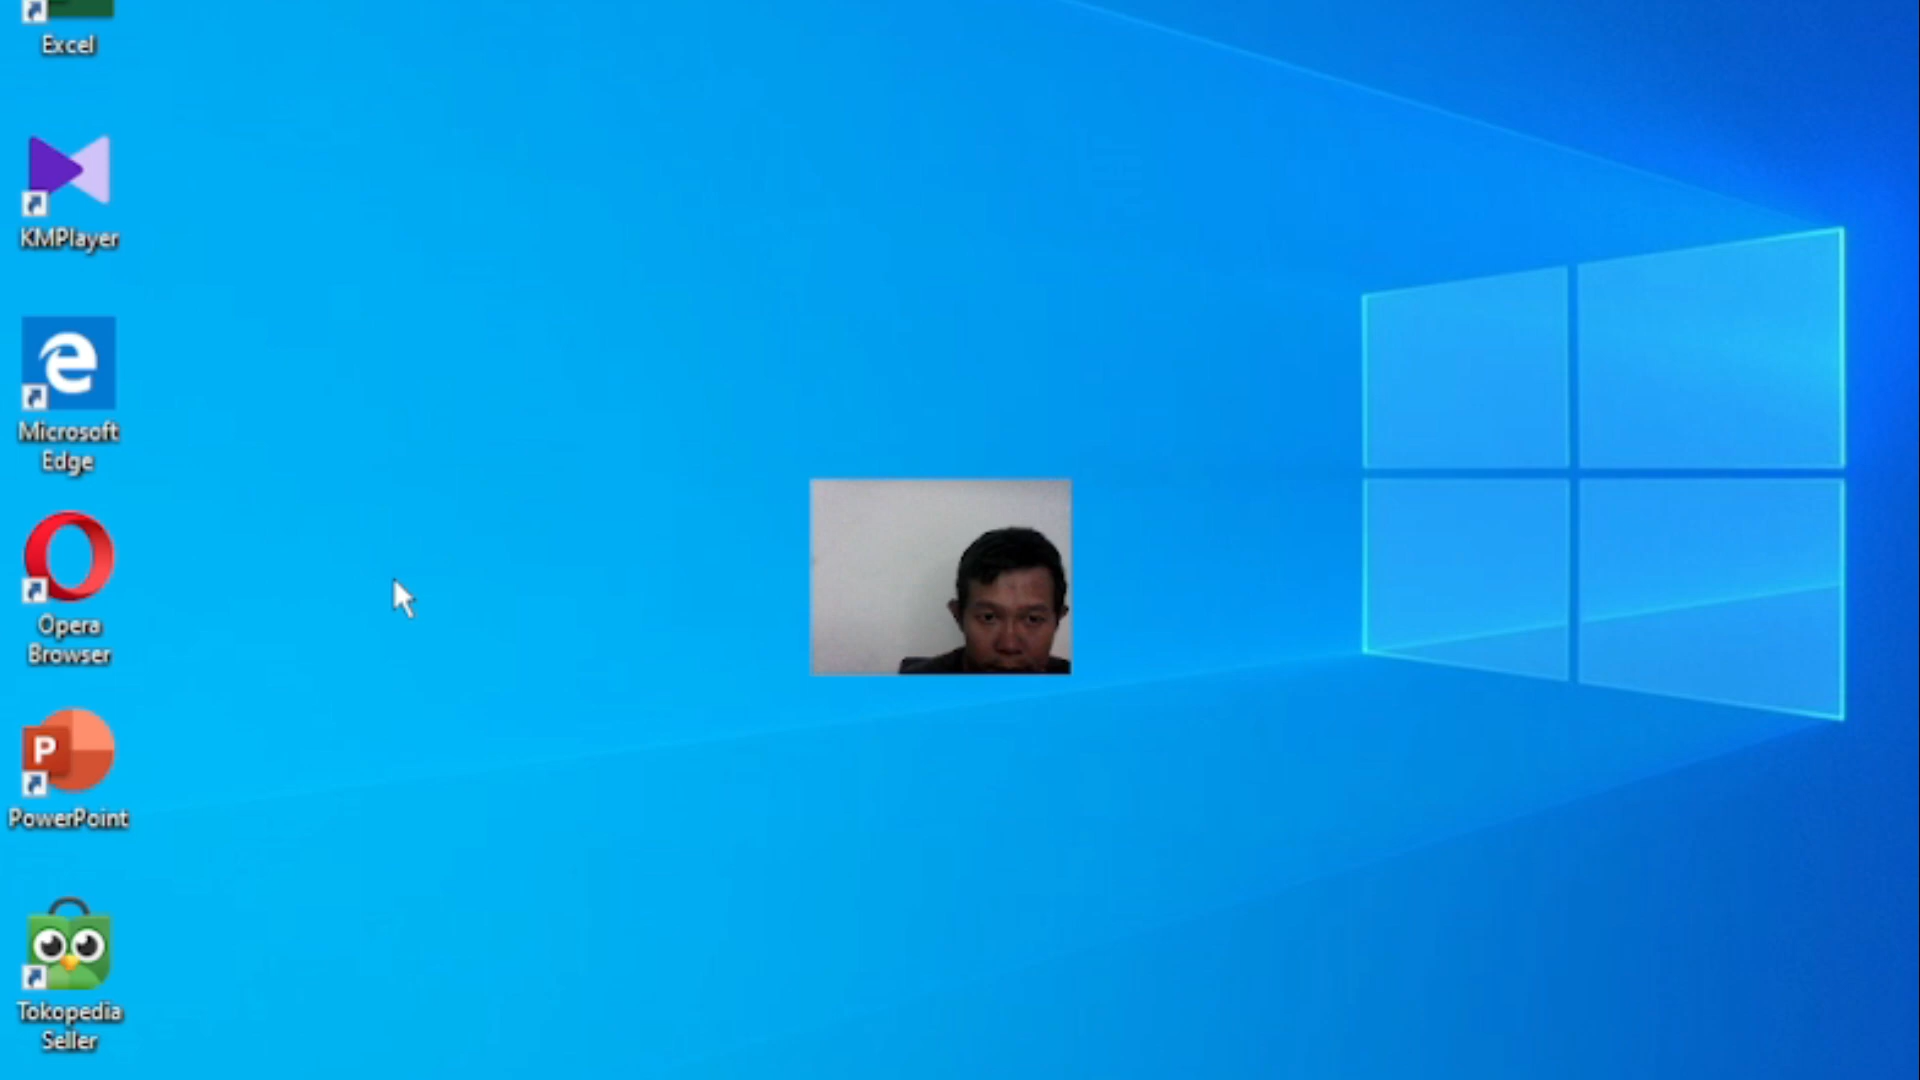 Excel
KMPlayer
Microsoft
Edge
Opera
Browser
P
PowerPoint
Tokopedia
Seller